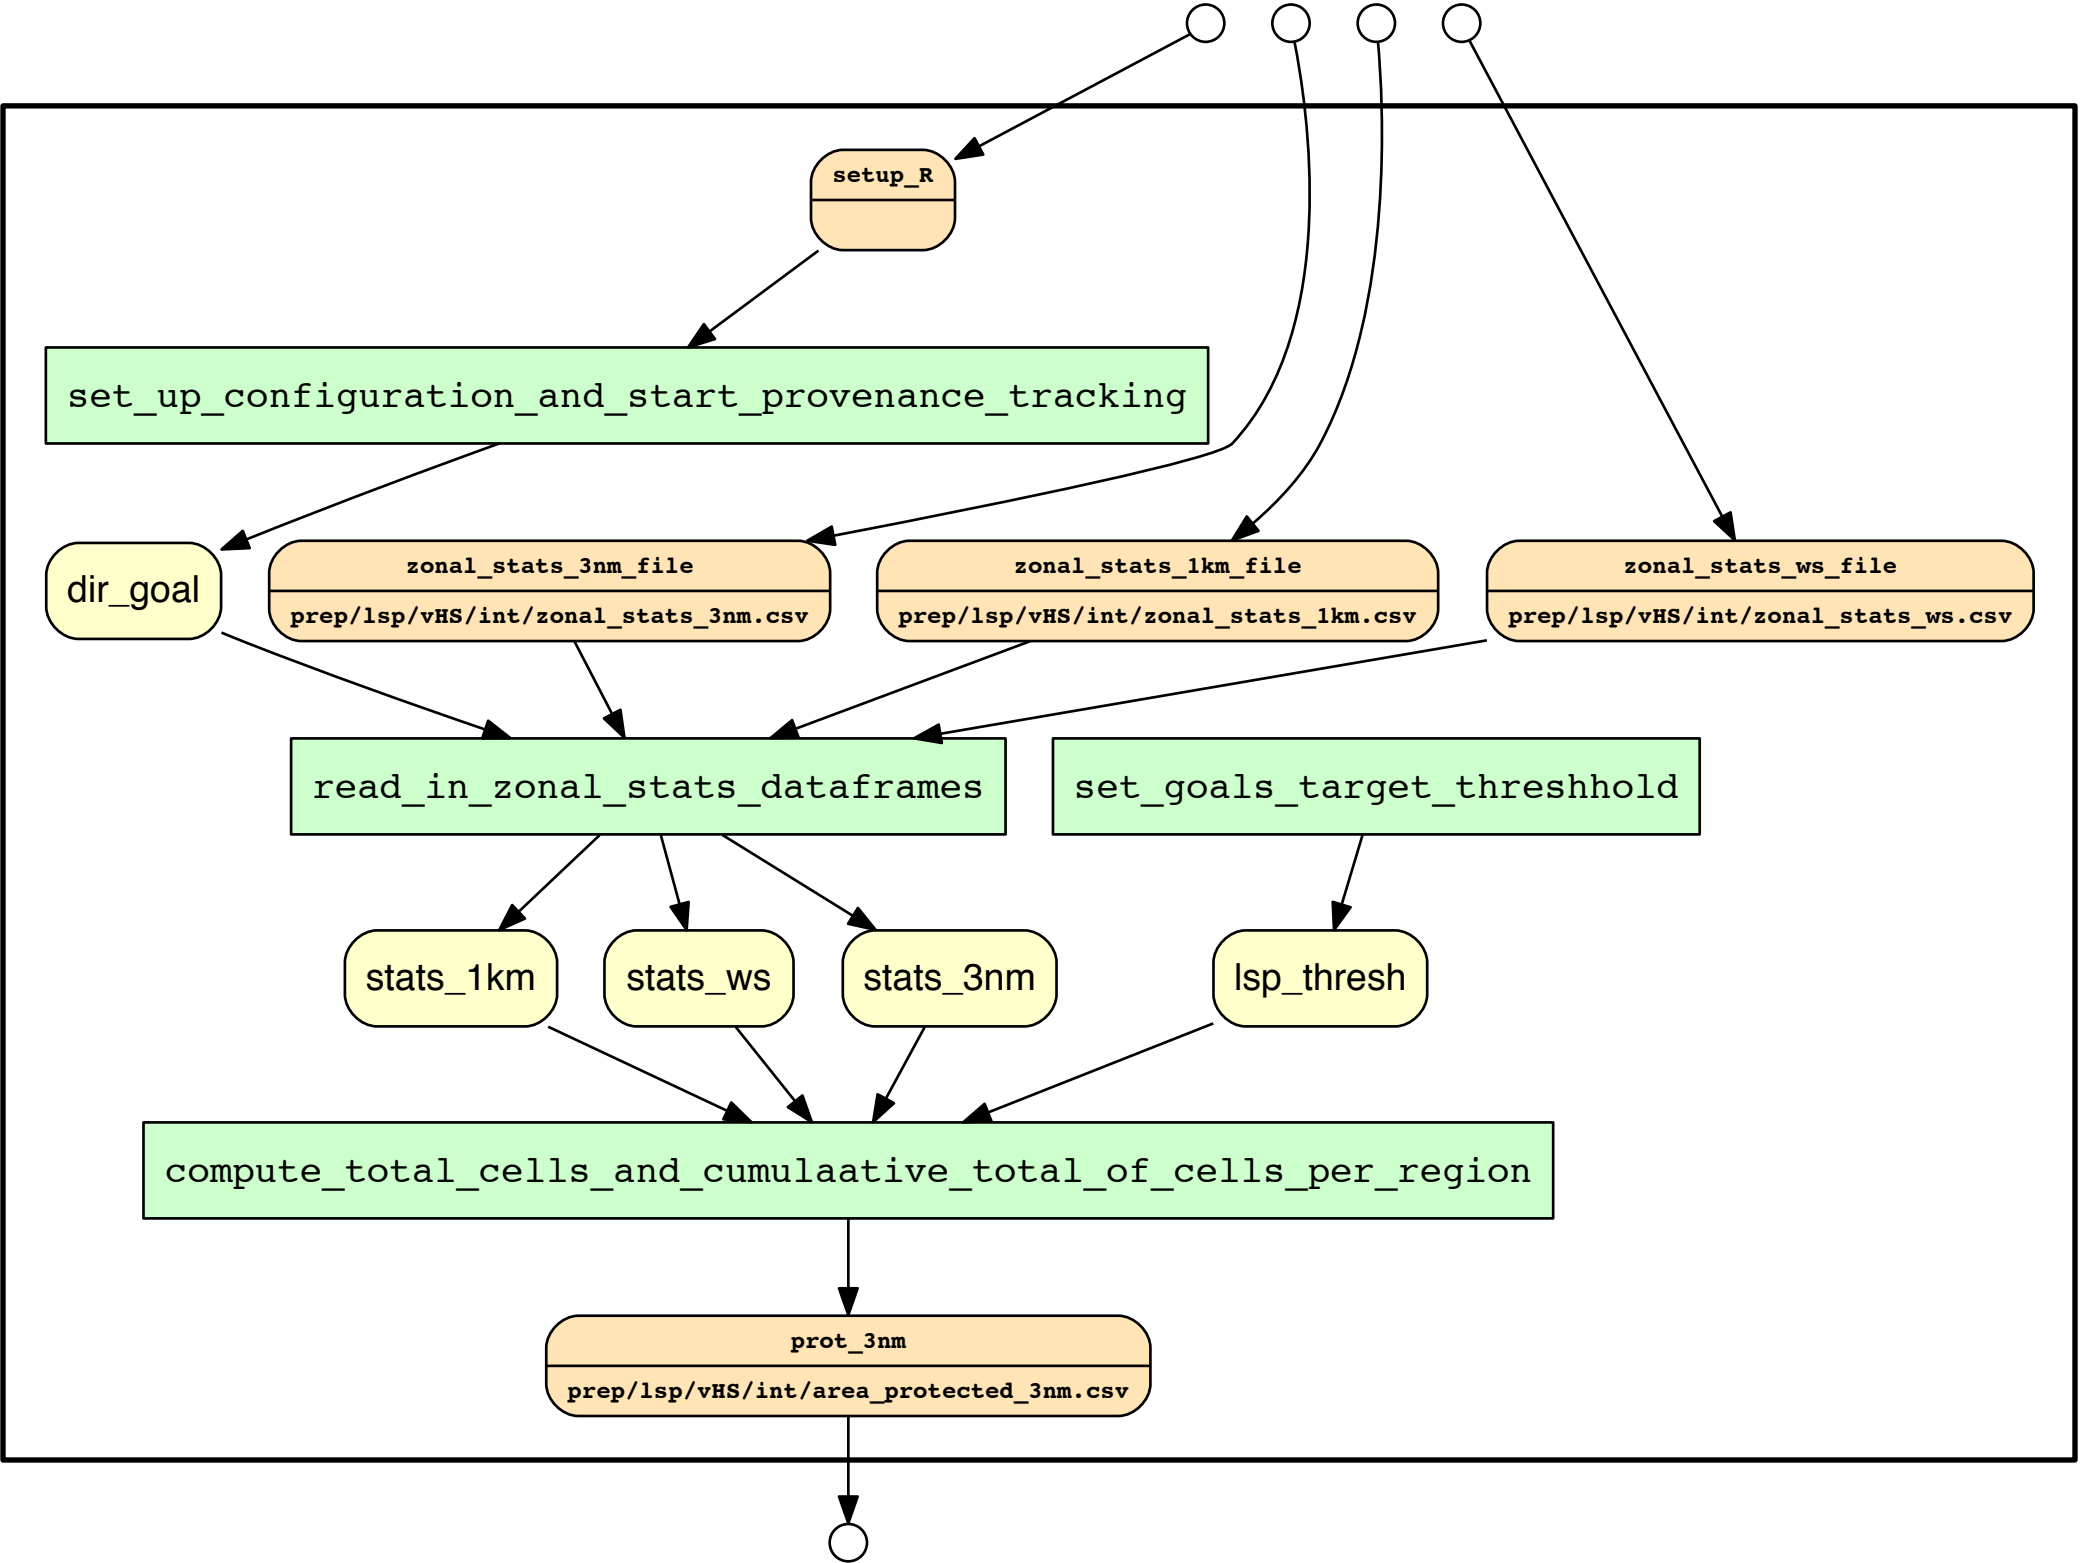 setup_R
set_up_configuration_and_start_provenance_tracking
dir_goal
zonal_stats_3nm_file
prep/lsp/vHS/int/zonal_stats_3nm.csv
zonal_stats_1km_file
prep/lsp/vHS/int/zonal_stats_1km.csv
zonal_stats_ws_file
prep/lsp/vHS/int/zonal_stats_ws.csv
read_in_zonal_stats_dataframes
set_goals_target_threshhold
stats_1km
stats_ws
stats_3nm
lsp_thresh
compute_total_cells_and_cumulaative_total_of_cells_per_region
prot_3nm
prep/lsp/vHS/int/area_protected_3nm.csv